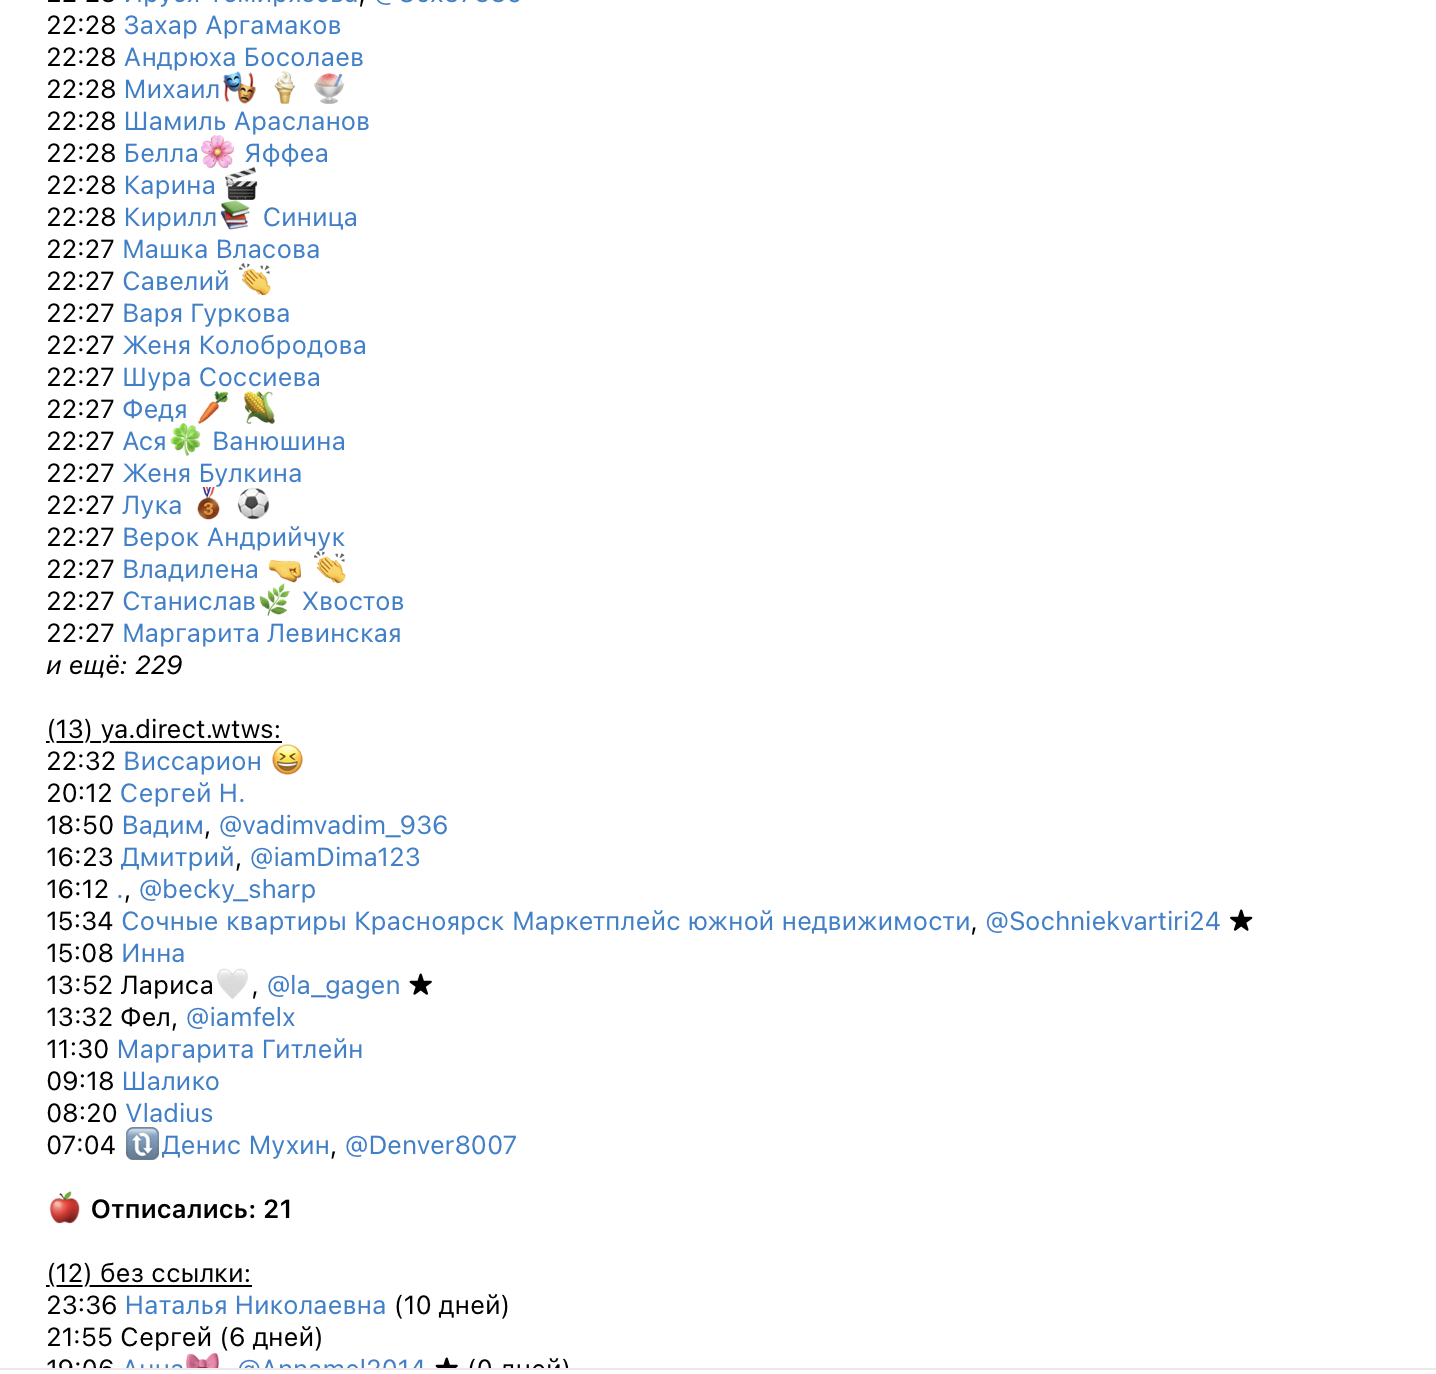 22:28 Захар Аргамаков
22:28 Андрюха Босолаев
22:28 Михаил🎭 🍦 🍧
22:28 Шамиль Арасланов
22:28 Белла🌸 Яффеа
22:28 Карина 🎬
22:28 Кирилл📚 Синица
22:27 Машка Власова
22:27 Савелий 👏
22:27 Варя Гуркова
22:27 Женя Колобродова
22:27 Шура Соссиева
22:27 Федя 🥕 🌽
22:27 Ася🍀 Ванюшина
22:27 Женя Булкина
22:27 Лука 🥉 ⚽
22:27 Верок Андрийчук
22:27 Владилена 🤜 👏
22:27 Станислав🌿 Хвостов
22:27 Маргарита Левинская
и ещё: 229
(13) ya.direct.wtws:
22:32 Виссарион 😆
20:12 Сергей Н.
18:50 Вадим, @vadimvadim_936
16:23 Дмитрий, @iamDima123
16:12 ., @becky_sharp
15:34 Сочные квартиры Красноярск Маркетплейс южной недвижимости, @Sochniekvartiri24 ★
15:08 Инна
13:52 Лариса🤍, @la_gagen ★
13:32 Фел, @iamfelx
11:30 Маргарита Гитлейн
09:18 Шалико
08:20 Vladius
07:04 🔃Денис Мухин, @Denver8007
🍎 Отписались: 21
(12) без ссылки:
23:36 Наталья Николаевна (10 дней)
21:55 Сергей (6 дней)
19:06 Анна🎀, @Annamel2014 ★ (0 дней)